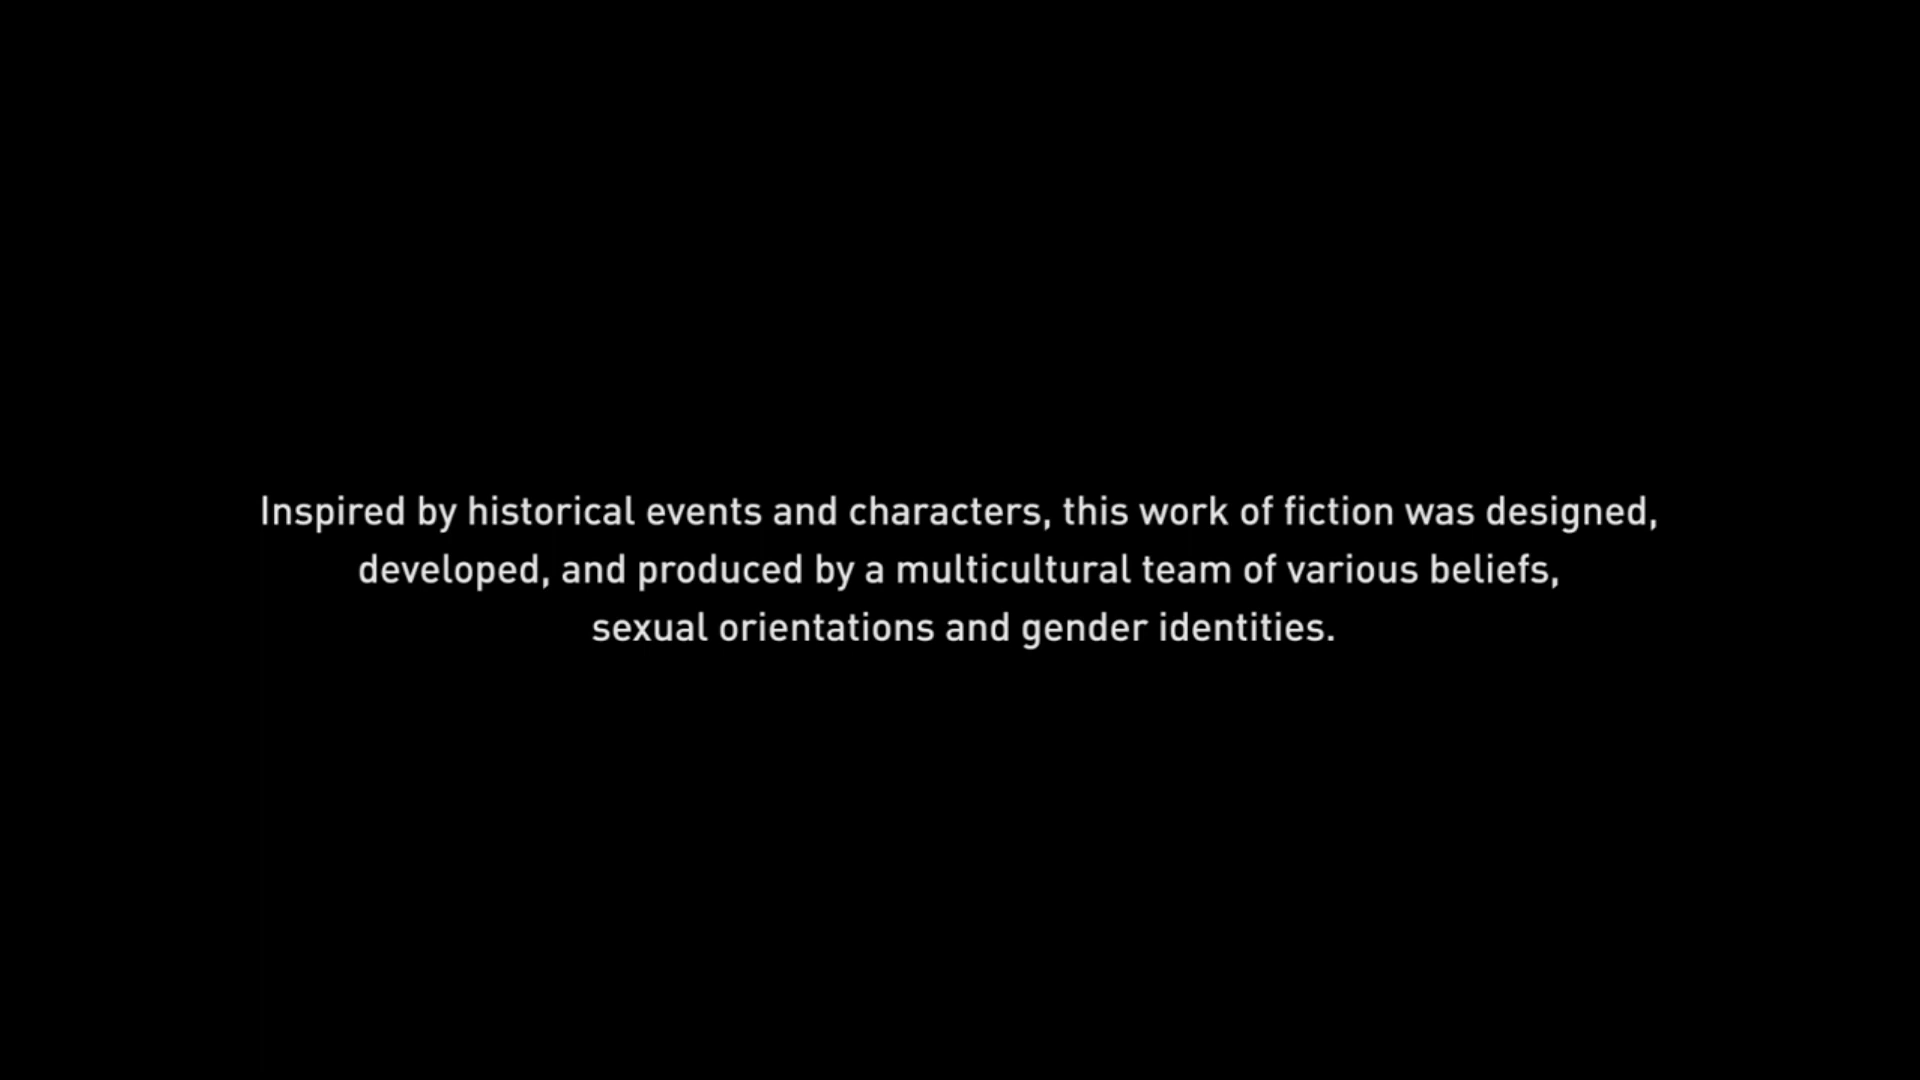 Inspired by historical events and characters, this work of fiction was designed,
developed, and produced by a multicultural team of various beliefs,
sexual orientations and gender identities.